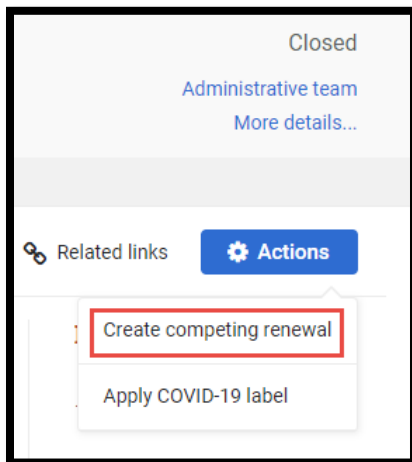 Closed
Administrative team
More details...
Related links
Actions
Create competing renewal
Apply COVID-19 label